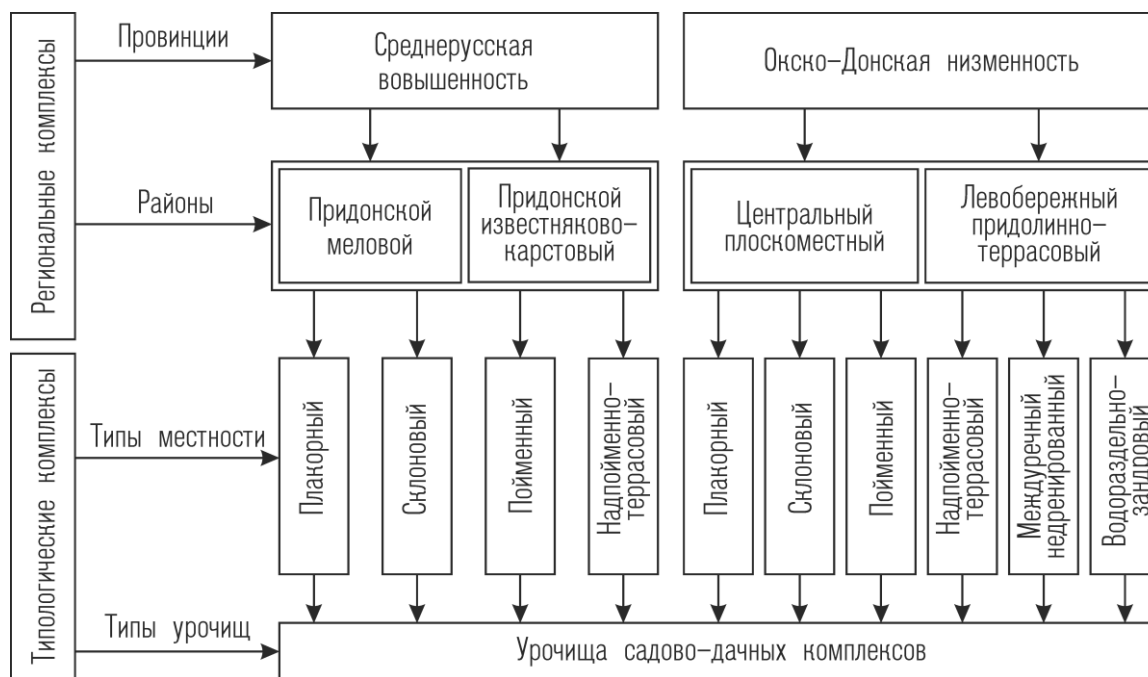 Региональные комплексы
Провинции
Среднерусская
вовышенность
Окско–Донская низменность
Районы
Придонской
меловой
Придонской
известняково–
карстовый
Центральный
плоскоместный
Левобережный
придолинно-
террасовый
Типологические комплексы
Типы местности
Плакорный
Склоновый
Пойменный
Надпойменно–
террасовый
Плакорный
Склоновый
Пойменный
Надпойменно–
террасовый
Междуречный
недренированный
Водораздельно–
зандровый
Типы урочищ
Урочища садово–дачных комплексов